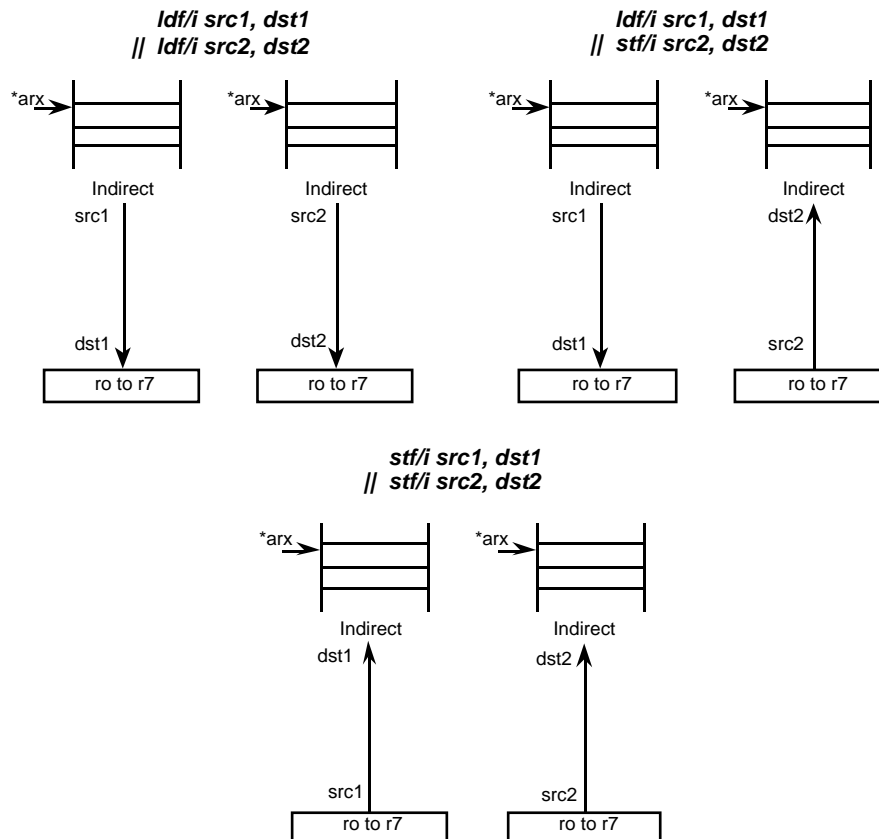 ldf/i src1, dst1
|| ldf/i src2, dst2
*arx
*arx
Indirect
Indirect
src1
src2
dst1
dst2
ro to r7
ro to r7
ldf/i src1, dst1
|| stf/i src2, dst2
*arx
*arx
Indirect
Indirect
src1
dst2
dst1
src2
ro to r7
ro to r7
stf/i src1, dst1
|| stf/i src2, dst2
*arx
*arx
Indirect
Indirect
dst1
dst2
src1
src2
ro to r7
ro to r7